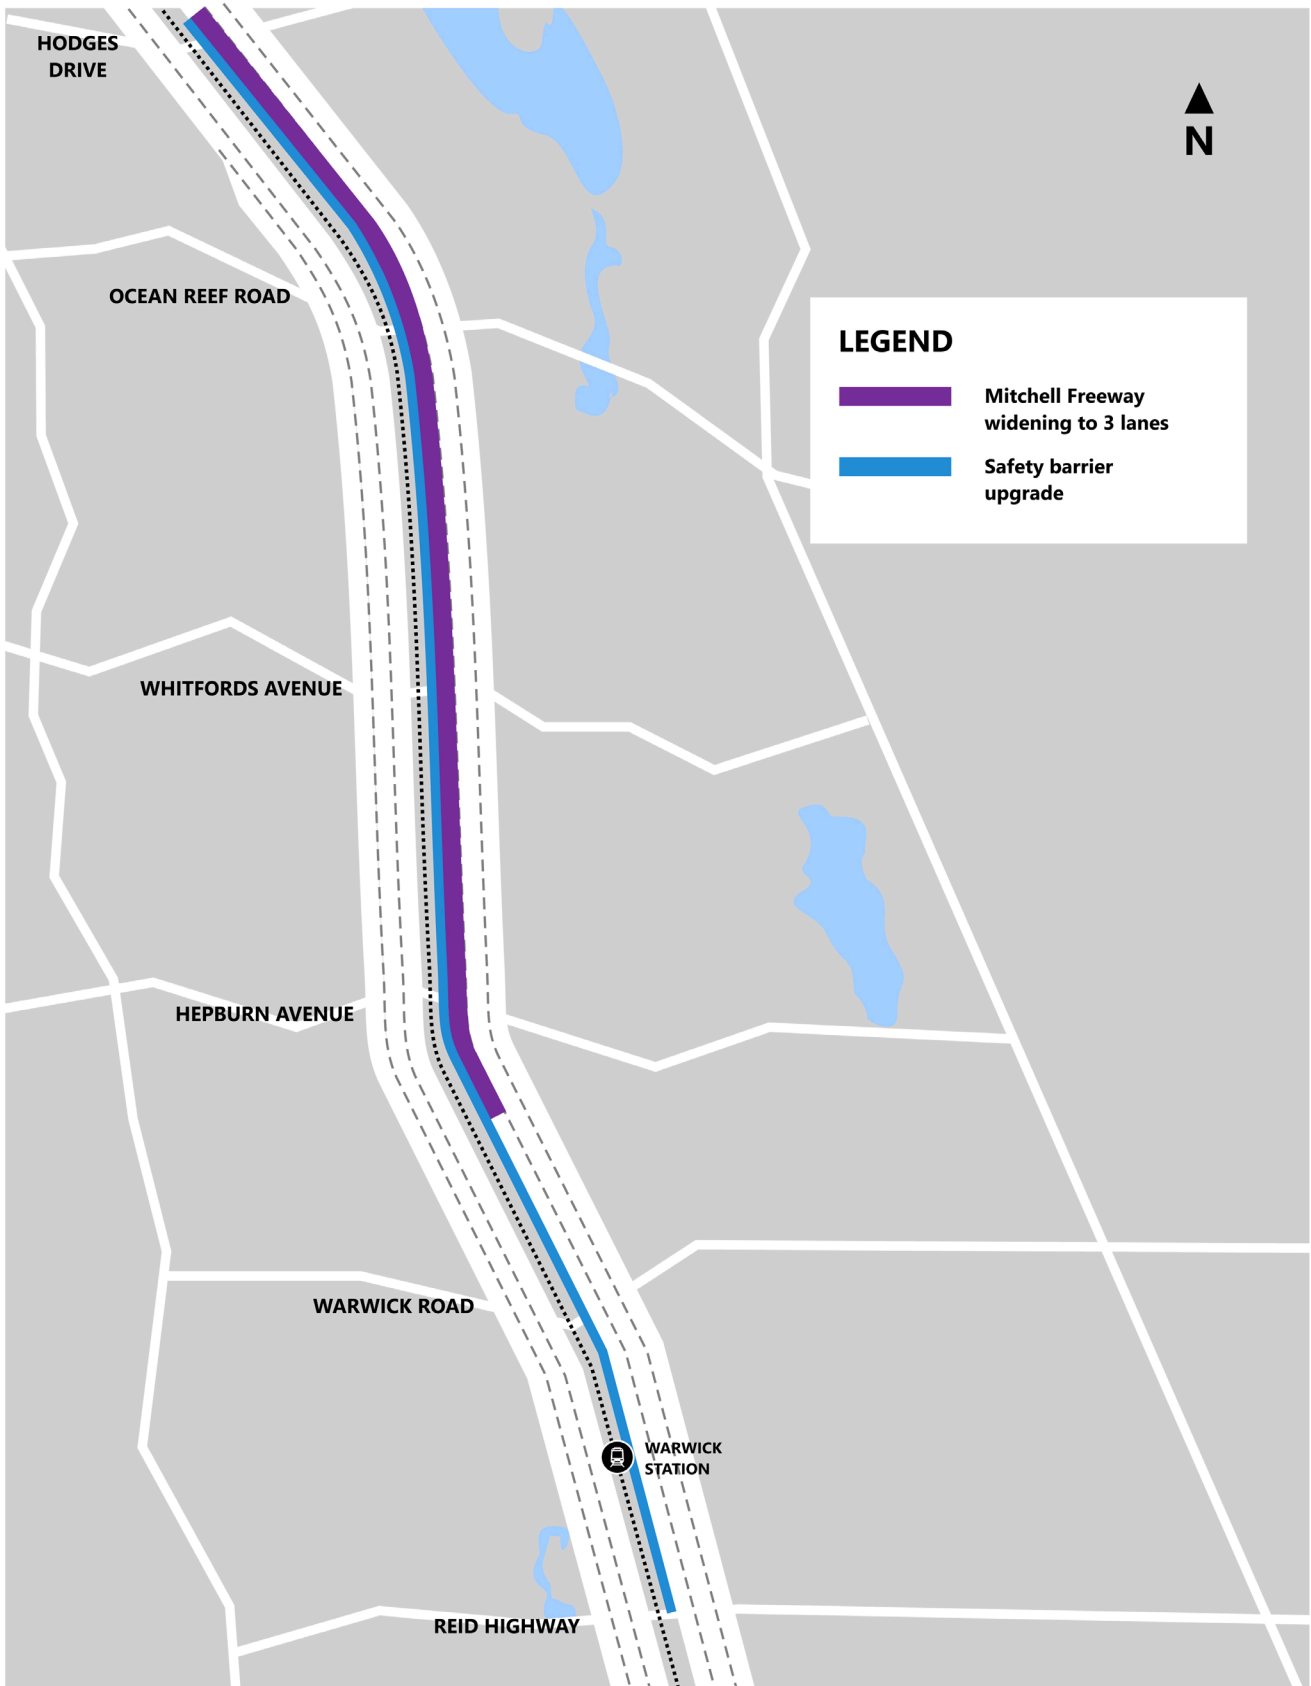 HODGES
DRIVE
N
OCEAN REEF ROAD
LEGEND
Mitchell Freeway
widening to 3 lanes
Safety barrier
upgrade
WHITFORDS AVENUE
HEPBURN AVENUE
WARWICK ROAD
WARWICK
STATION
REID HIGHWAY